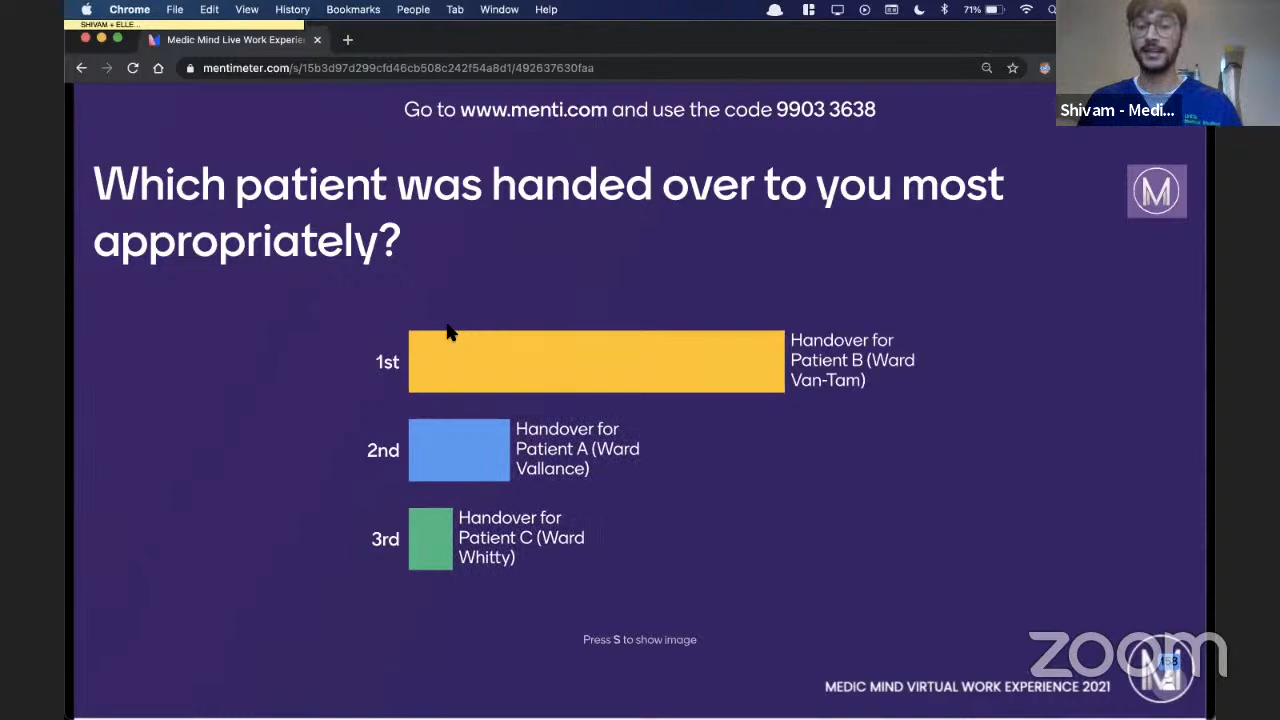 Chrome File Edit View History Bookmarks People Tab Window Help 71%
SHIVAM + ELLE...
Medic Mind Live Work Experie
mentimeter.com/s/15b3d97d299cfd46cb508c242f54a8d1/492637630faa
Shivam - Medi...
Go to www.menti.com and use the code 9903 3638
Which patient was handed over to you most
appropriately?
M
1st
Handover for
Patient B (Ward
Van-Tam)
2nd
Handover for
Patient A (Ward
Vallance)
3rd
Handover for
Patient C (Ward
Whitty)
Press S to show image
zoom
158
MEDIC MIND VIRTUAL WORK EXPERIENCE 2021